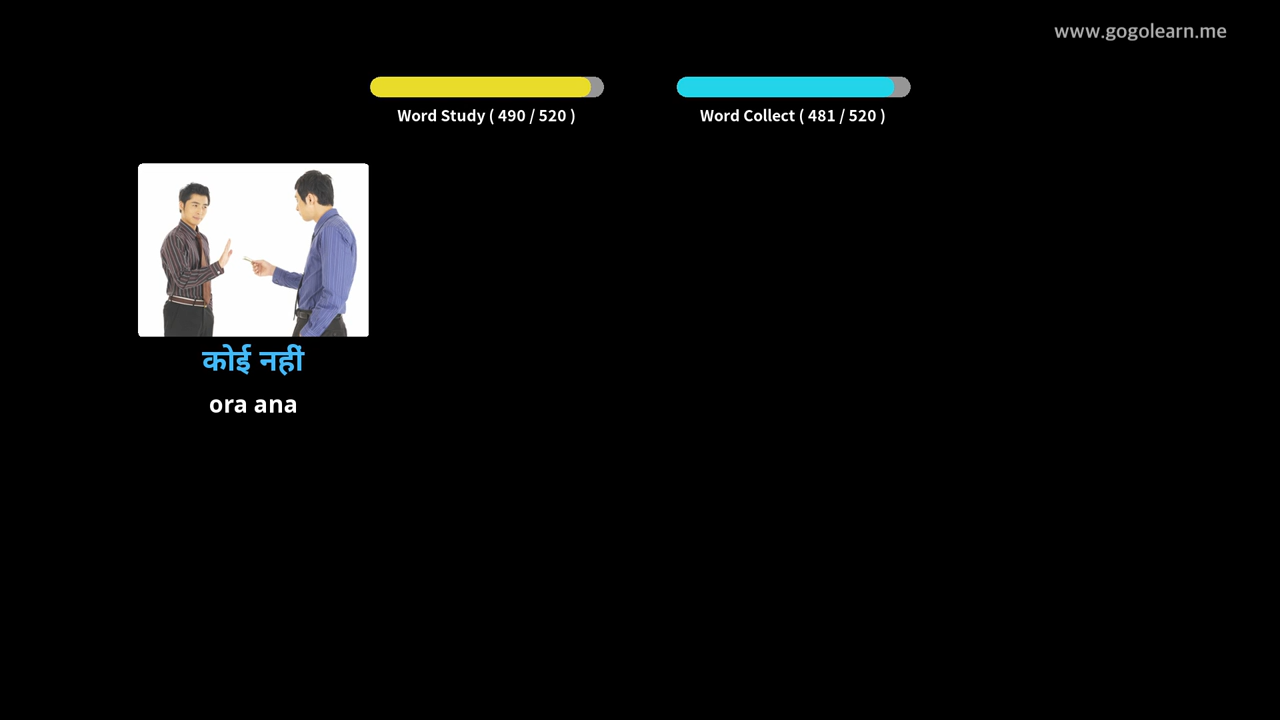 www.gogolearn.me
Word Study ( 490 / 520 )
Word Collect ( 481 / 520 )
कोई नहीं
ora ana